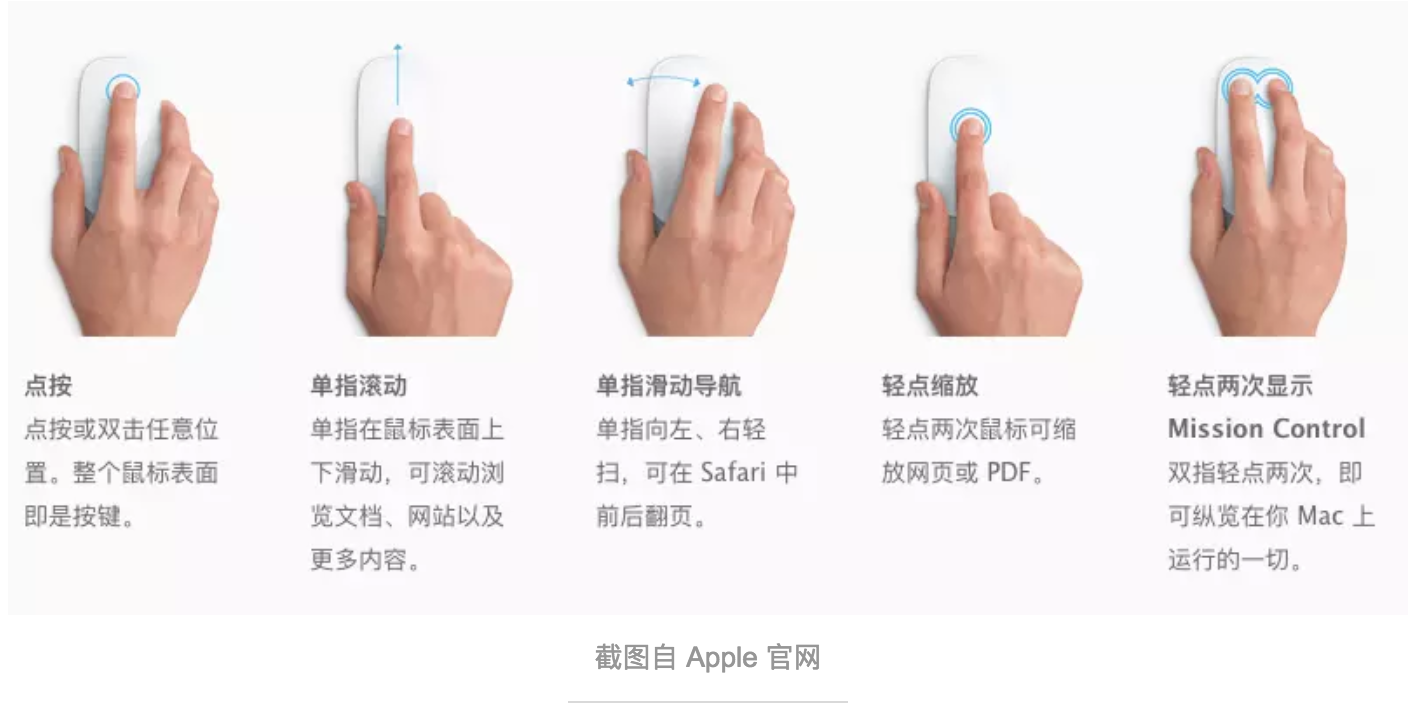 点按
点按或双击任意位
置。整个鼠标表面
即是按键。
单指滚动
单指在鼠标表面上
下滑动，可滚动浏
览文档、网站以及
更多内容。
单指滑动导航
单指向左、右轻
扫，可在 Safari 中
前后翻页。
轻点缩放
轻点两次鼠标可缩
放网页或 PDF。
轻点两次显示
Mission Control
双指轻点两次，即
可纵览在你 Mac 上
运行的一切。
截图自 Apple 官网